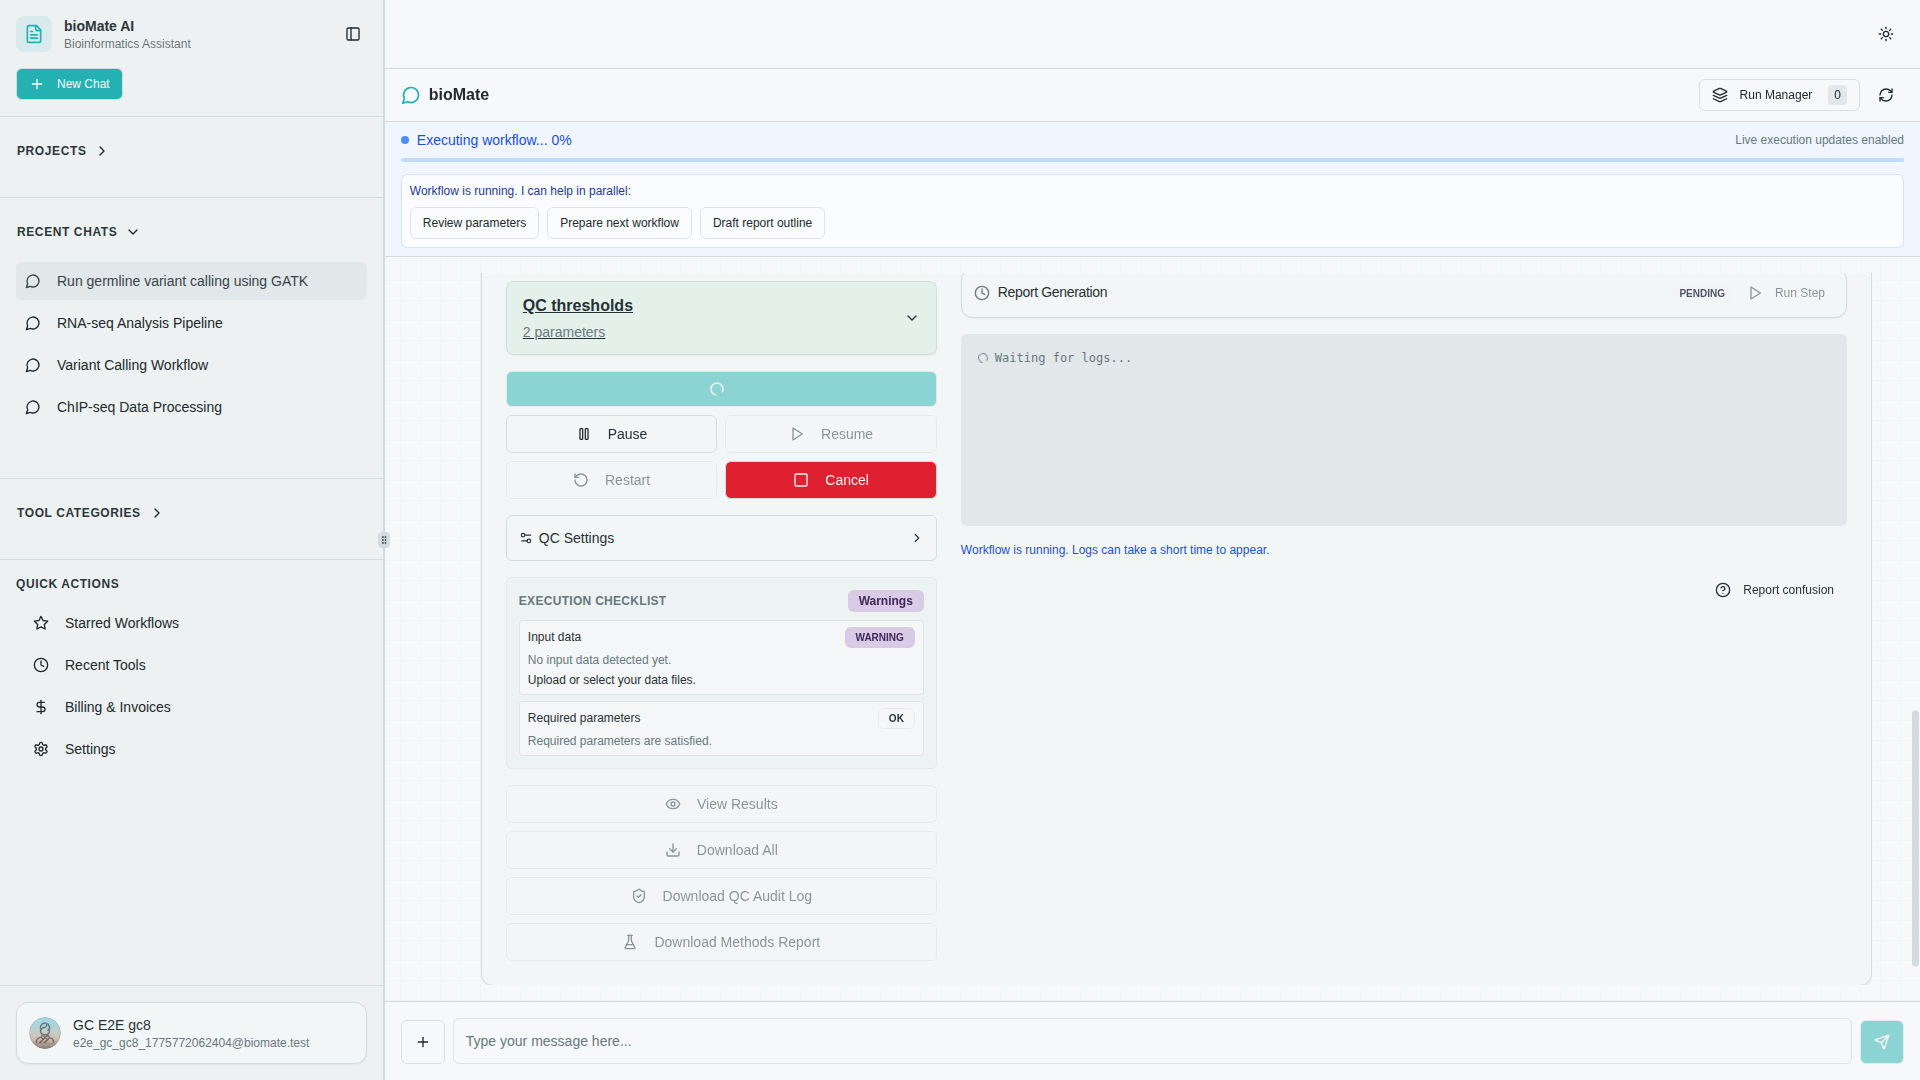 bioMate AI
Bioinformatics Assistant
New Chat
PROJECTS
RECENT CHATS
Run germline variant calling using GATK
RNA-seq Analysis Pipeline
Variant Calling Workflow
ChIP-seq Data Processing
TOOL CATEGORIES
QUICK ACTIONS
Starred Workflows
Recent Tools
Billing & Invoices
Settings
GC E2E gc8
e2e_gc_gc8_1775772062404@biomate.test
bioMate
Run Manager 0
Executing workflow... 0%
Live execution updates enabled
Workflow is running. I can help in parallel:
Review parameters
Prepare next workflow
Draft report outline
QC thresholds
2 parameters
Pause
Resume
Restart
Cancel
QC Settings
EXECUTION CHECKLIST
Warnings
Input data
WARNING
No input data detected yet.
Upload or select your data files.
Required parameters
OK
Required parameters are satisfied.
View Results
Download All
Download QC Audit Log
Download Methods Report
Report Generation
PENDING
Run Step
Waiting for logs...
Workflow is running. Logs can take a short time to appear.
Report confusion
Type your message here...